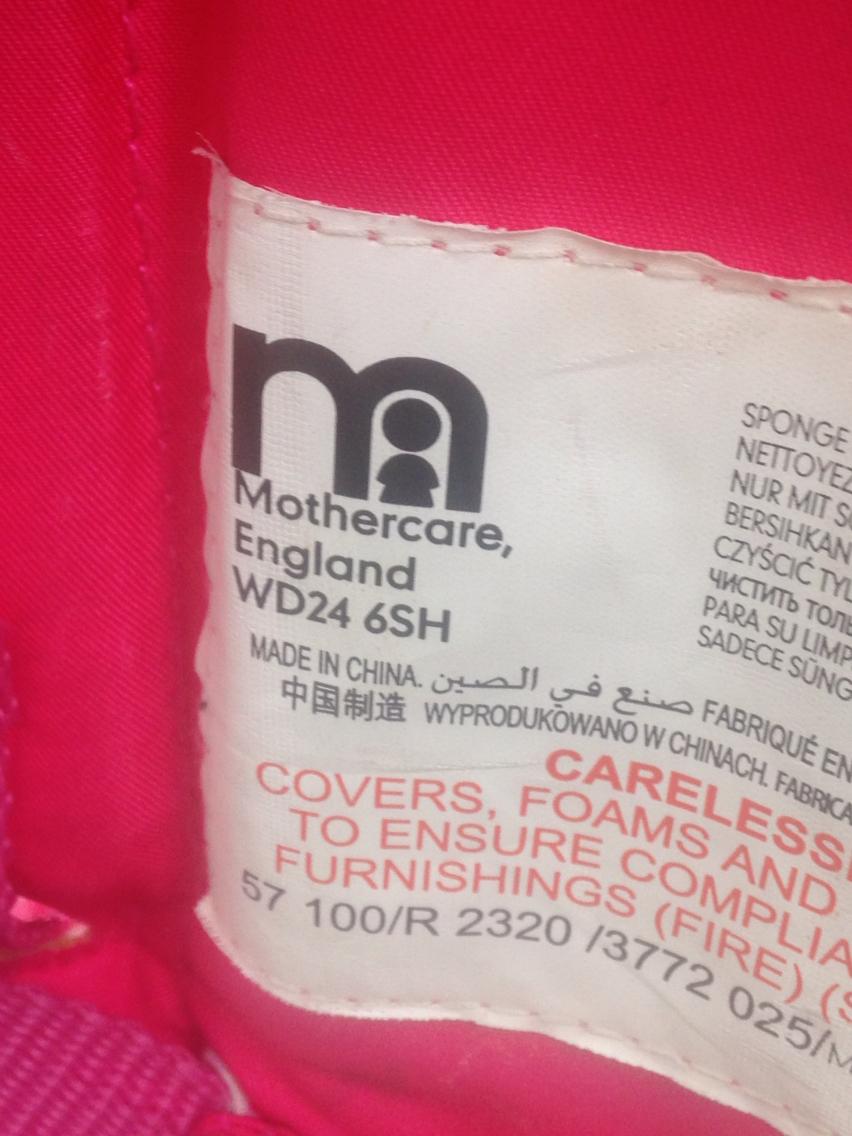 m
Mothercare,
England
WD24 6SH
SPONGE
NETTOYEZ
NUR MIT
BERSIHKAN
CZYŚCIĆ
ЧИСТИТЬ
PARA SU
SADECE
MADE IN CHINA. صنع في الصين FABRIQUÉ EN
中国制造 WYPRODUKOWANO W CHINACH.
COVERS, FOAMS AND
TO ENSURE
FURNISHINGS (FIRE)
57 100/R 2320 /3772 025/